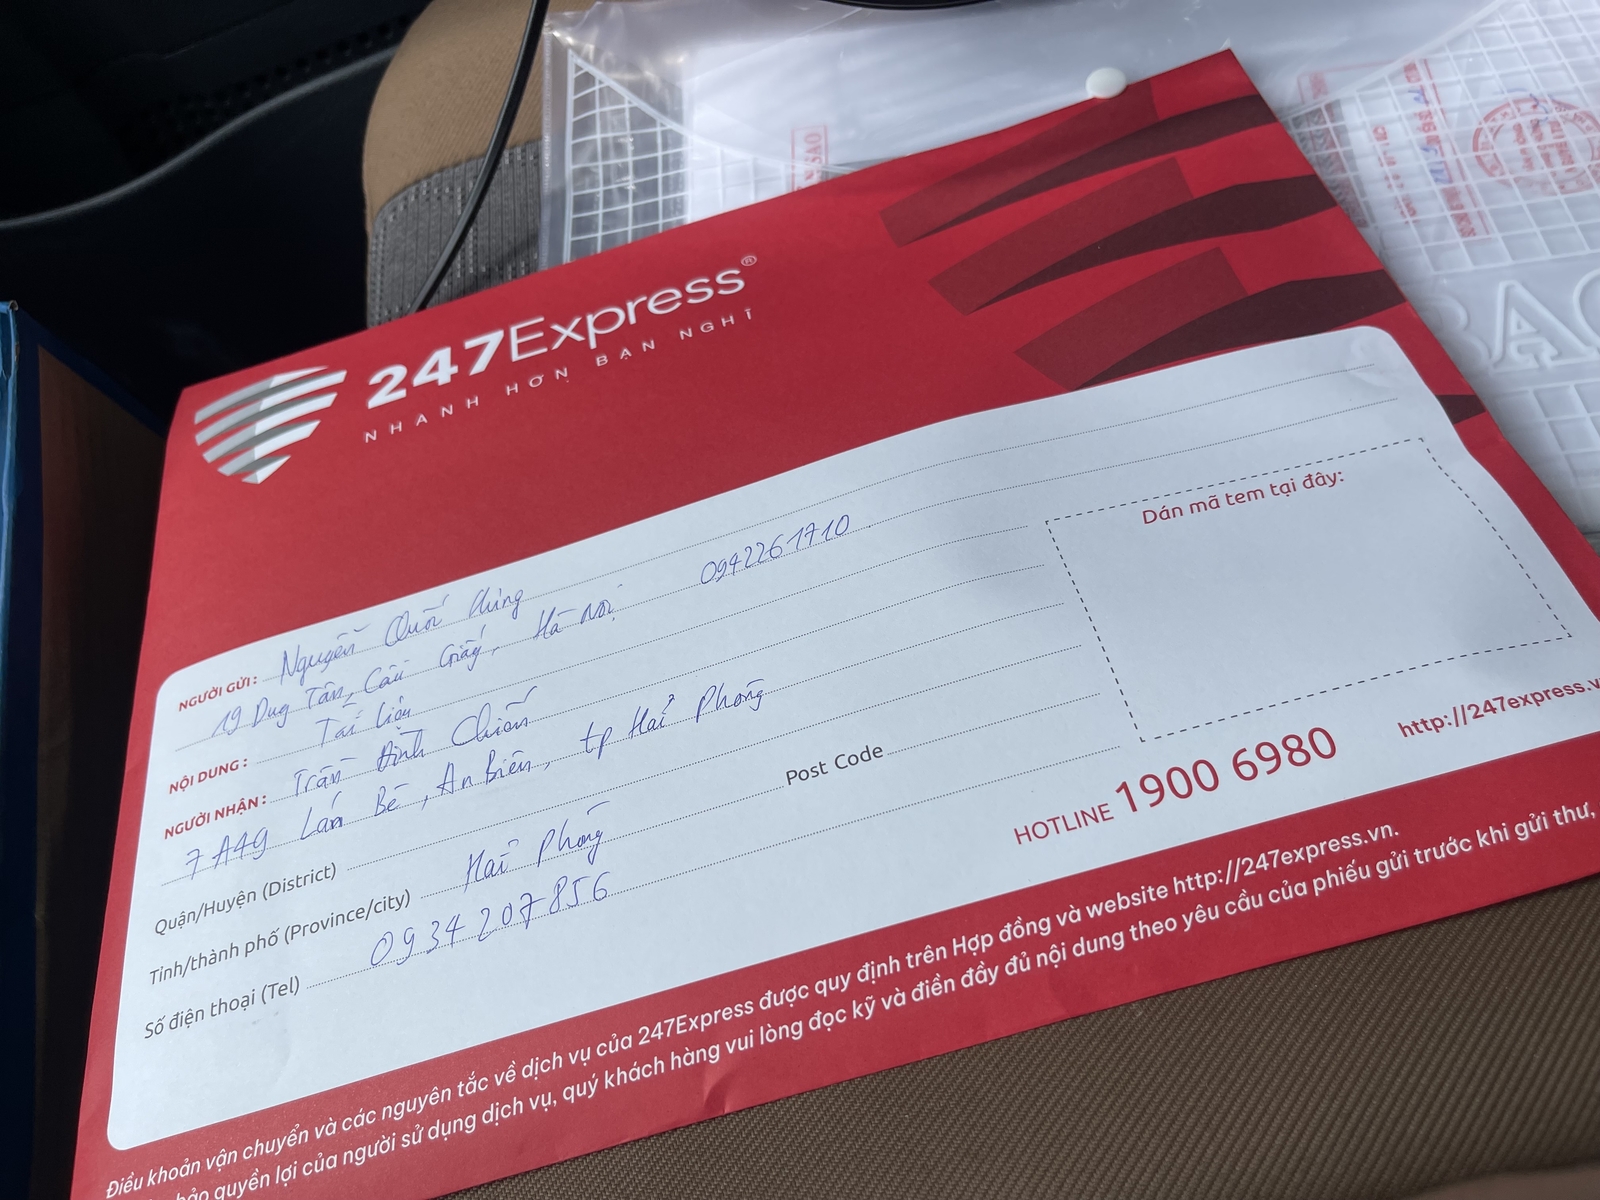 247Express®
NHANH HƠN BẠN NGHĨ
Dán mã tem tại đây:
NGƯỜI GỬI: Nguyễn Quốc Hùng
19 Duy Tân, Cầu Giấy, Hà Nội 0942261710
NỘI DUNG: Tài liệu
NGƯỜI NHẬN: Trần Đình Chiến
7 A49 Lán Bè, An Biên, tp Hải Phòng
Quận/Huyện (District)
Tỉnh/thành phố (Province/city) Hải Phòng Post Code
Số điện thoại (Tel) 0934207856
HOTLINE 1900 6980
http://247express.v
Điều khoản vận chuyển và các nguyên tắc về dịch vụ của 247Express được quy định trên Hợp đồng và website http://247express.vn.
bảo quyền lợi của người sử dụng dịch vụ, quý khách hàng vui lòng đọc kỹ và điền đầy đủ nội dung theo yêu cầu của phiếu gửi trước khi gửi thư,